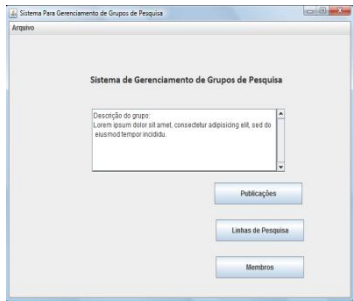 Sistema Para Gerenciamento de Grupos de Pesquisa
Arquivo
Sistema de Gerenciamento de Grupos de Pesquisa
Descrição do grupo:
Lorem ipsum dolor sit amet, consectetur adipisicing elit, sed do
eiusmod tempor incididu.
Publicações
Linhas de Pesquisa
Membros